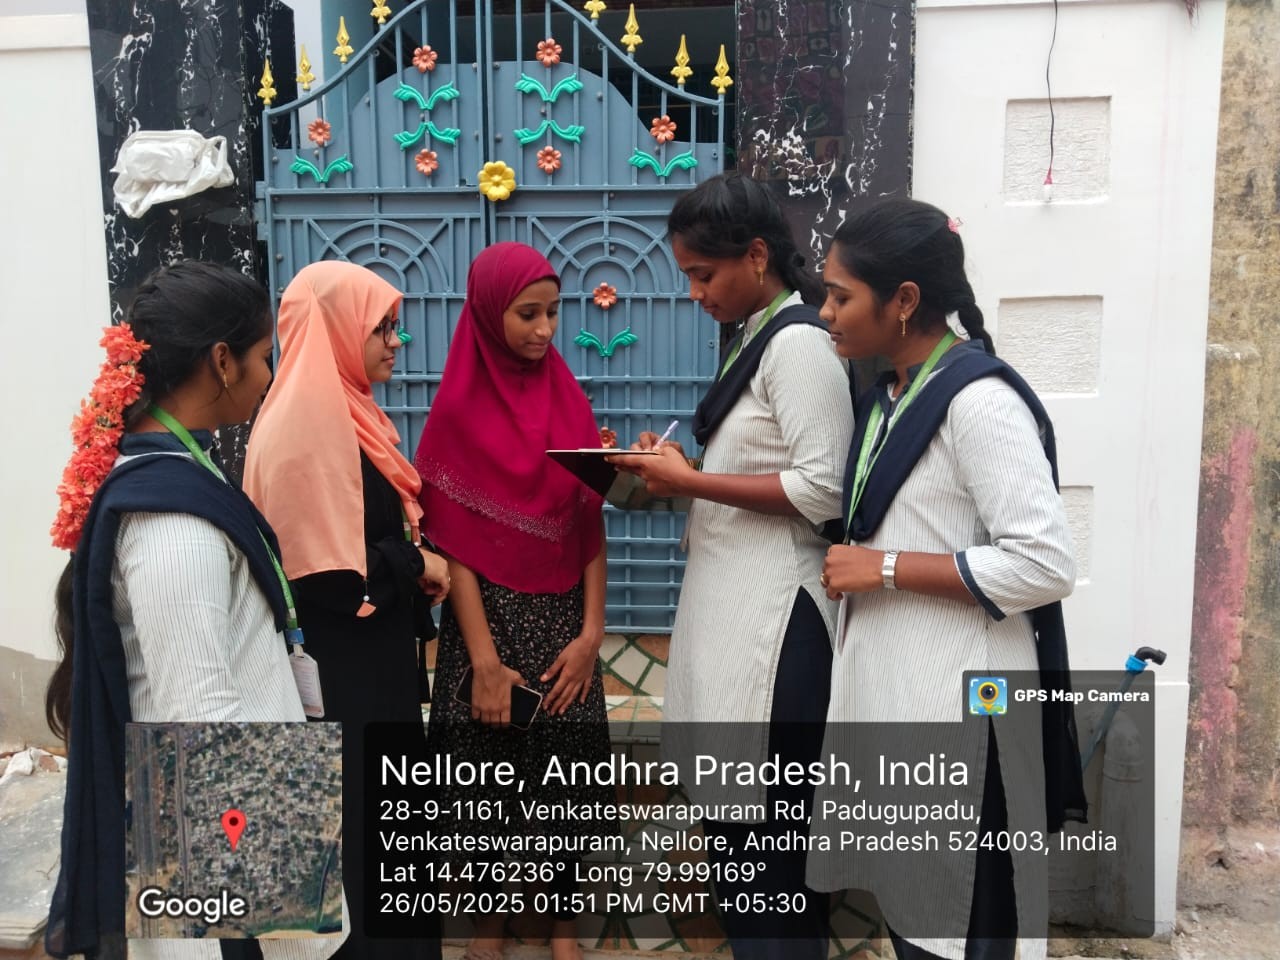 GPS Map Camera
Nellore, Andhra Pradesh, India
28-9-1161, Venkateswarapuram Rd, Padugupadu,
Venkateswarapuram, Nellore, Andhra Pradesh 524003, India
Lat 14.476236° Long 79.99169°
26/05/2025 01:51 PM GMT +05:30
Google